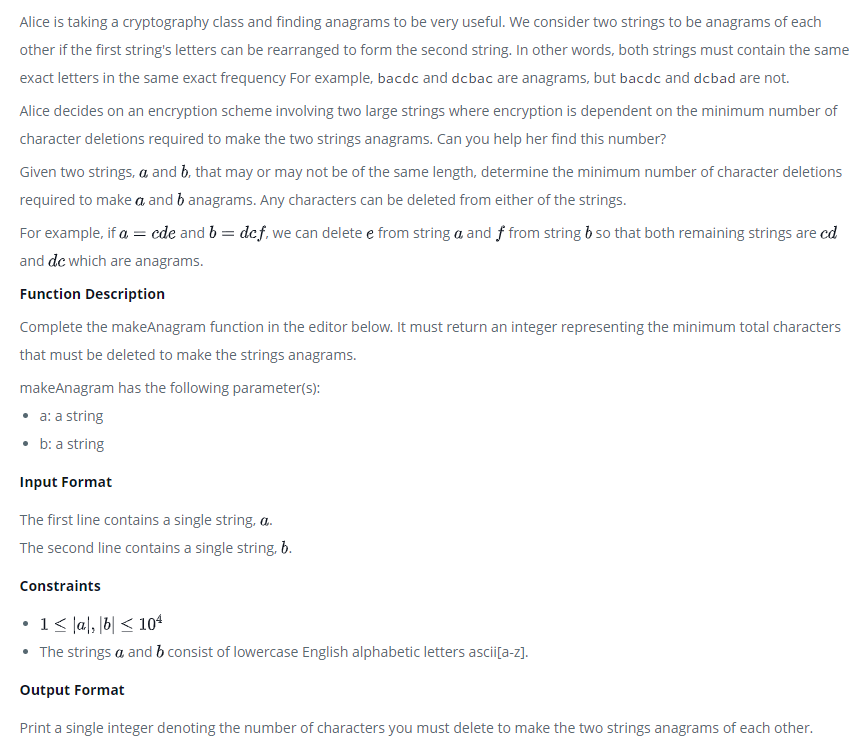 Alice is taking a cryptography class and finding anagrams to be very useful. We consider two strings to be anagrams of each
other if the first string's letters can be rearranged to form the second string. In other words, both strings must contain the same
exact letters in the same exact frequency For example, bacdc and dcbac are anagrams, but bacdc and dcbad are not.
Alice decides on an encryption scheme involving two large strings where encryption is dependent on the minimum number of
character deletions required to make the two strings anagrams. Can you help her find this number?
Given two strings, a and b, that may or may not be of the same length, determine the minimum number of character deletions
required to make a and b anagrams. Any characters can be deleted from either of the strings.
For example, if a = cde and b = dcf, we can delete e from string a and f from string b so that both remaining strings are cd
and dc which are anagrams.
Function Description
Complete the makeAnagram function in the editor below. It must return an integer representing the minimum total characters
that must be deleted to make the strings anagrams.
makeAnagram has the following parameter(s):
• a: a string
• b: a string
Input Format
The first line contains a single string, a.
The second line contains a single string, b.
Constraints
• 1 ≤ |a|, |b| ≤ 10⁴
• The strings a and b consist of lowercase English alphabetic letters ascii[a-z].
Output Format
Print a single integer denoting the number of characters you must delete to make the two strings anagrams of each other.